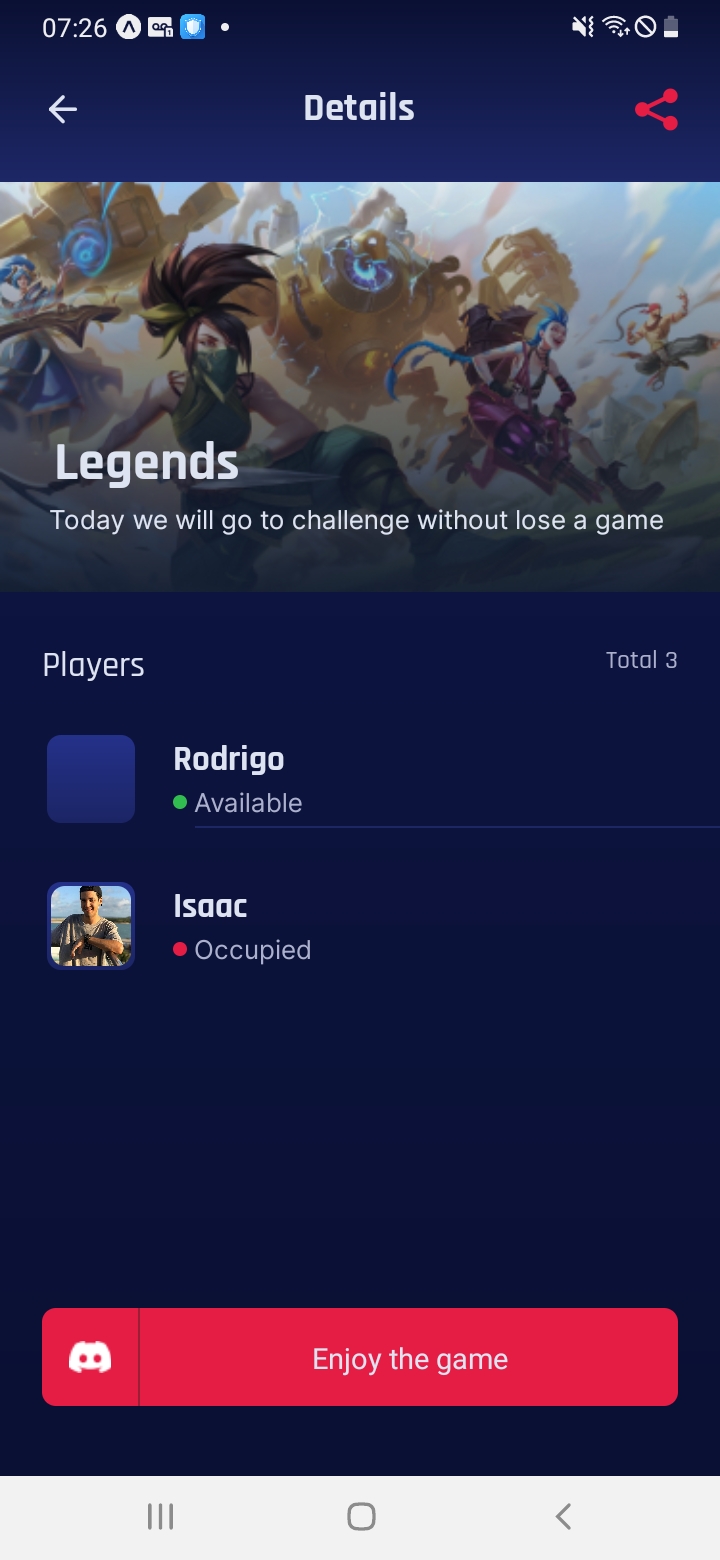 07:26
Details
Legends
Today we will go to challenge without lose a game
Players
Total 3
Rodrigo
Available
Isaac
Occupied
Enjoy the game